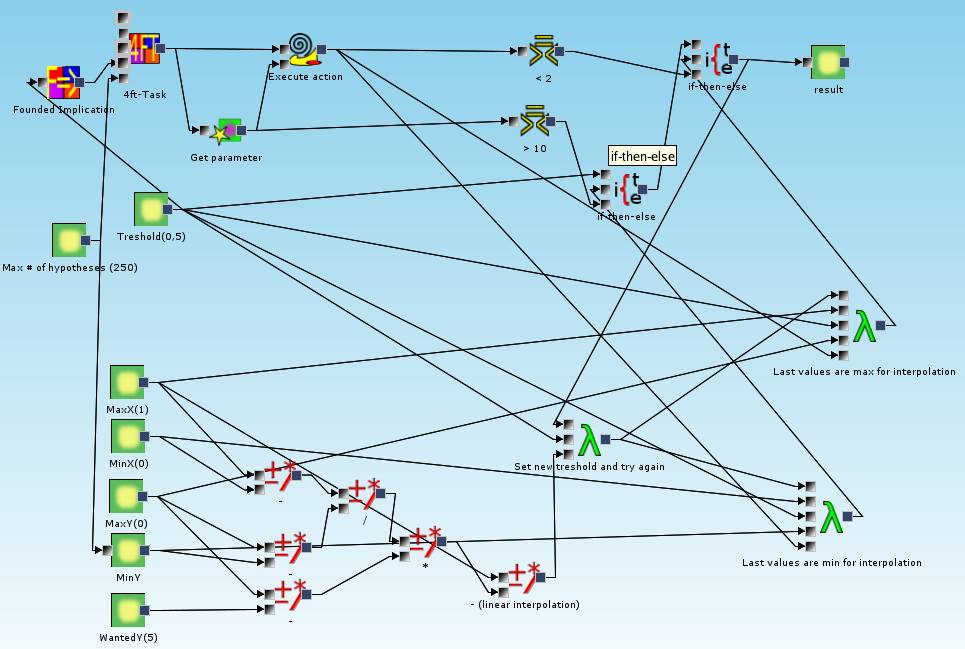 4FT
Founded Implication
4ft-Task
Execute action
< 2
if-then-else
result
Get parameter
> 10
if-then-else
if-then-else
Treshold(0,5)
Max # of hypotheses (250)
Last values are max for interpolation
MaxX(1)
MinX(0)
Set new treshold and try again
MaxY(0)
-
/
MinY
-
*
Last values are min for interpolation
- (linear interpolation)
-
WantedY(5)